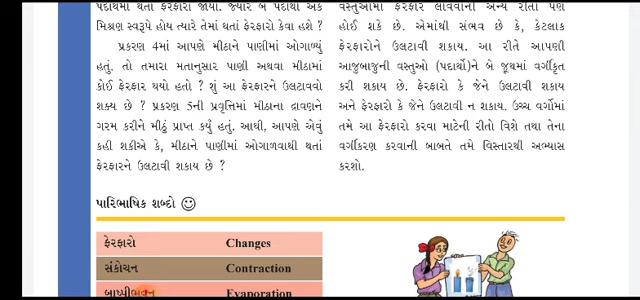 પદાર્થમાં થતા ફેરફાર જોયા. જ્યારે બે પદાર્થો એક
મિશ્રણ સ્વરૂપે હોય ત્યારે તેમાં થતાં ફેરફારો કેવા હશે ?
પ્રકરણ 4માં આપણે મીઠાને પાણીમાં ઓગાળ્યું
હતું, તો તમારા મતાનુસાર પાણી અથવા મીઠામાં
કોઈ ફેરફાર થયો હતો ? શું આ ફેરફારને ઉલટાવવો
શક્ય છે ? પ્રકરણ 5ની પ્રવૃત્તિમાં મીઠાના દ્રાવણને
ગરમ કરીને મીઠું પ્રાપ્ત કર્યું હતું. આથી, આપણે એવું
કહી શકીએ કે, મીઠાને પાણીમાં ઓગાળવાથી થતાં
ફેરફારને ઉલટાવી શકાય છે ?
વસ્તુઓમાં ફેરફાર લાવવાની અન્ય રીતો પણ
હોઈ શકે છે. એમાંથી સંભવ છે કે, કેટલાક
ફેરફારોને ઉલટાવી શકાય. આ રીતે આપણી
આજુબાજુની વસ્તુઓ (પદાર્થો)ને બે જૂથમાં વર્ગીકૃત
કરી શકાય છે. ફેરફારો કે જેને ઉલટાવી શકાય
અને ફેરફારો કે જેને ઉલટાવી ન શકાય. ઉચ્ચ વર્ગોમાં
તમે આ ફેરફારો કરવા માટેની રીતો વિશે તથા તેના
વર્ગીકરણ કરવાની બાબતે તમે વિસ્તારથી અભ્યાસ
કરશો.
પારિભાષિક શબ્દો
ફેરફારો Changes
સંકોચન Contraction
બાષ્પીભવન Evaporation